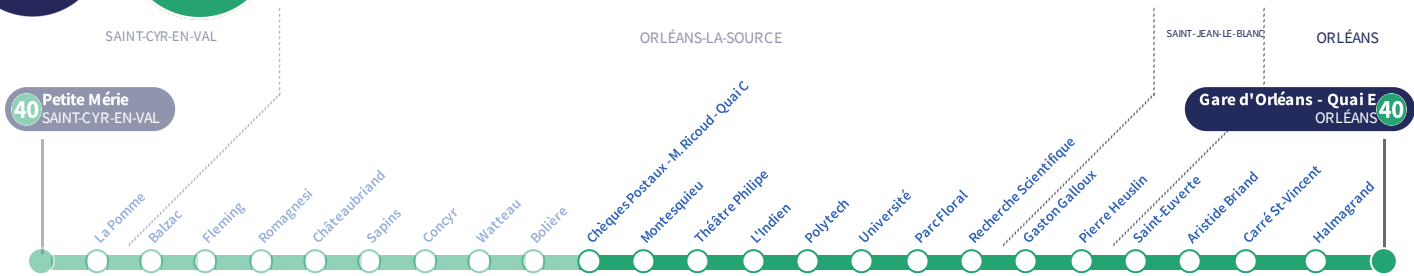 SAINT-CYR-EN-VAL
ORLÉANS-LA-SOURCE
SAINT-JEAN-LE-BLANC
ORLÉANS
40
Petite Mérie
SAINT-CYR-EN-VAL
Gare d'Orléans - Quai E
ORLÉANS
40
La Pomme
Balzac
Fleming
Romagnesi
Châteaubriand
Sapins
Concyr
Watteau
Bolière
Chèques Postaux - M. Ricoud - Quai C
Montesquieu
Théâtre Philipe
L'Indien
Polytech
Université
Parc Floral
Recherche Scientifique
Gaston Galloux
Pierre Heuslin
Saint-Euverte
Aristide Briand
Carré St-Vincent
Halmagrand